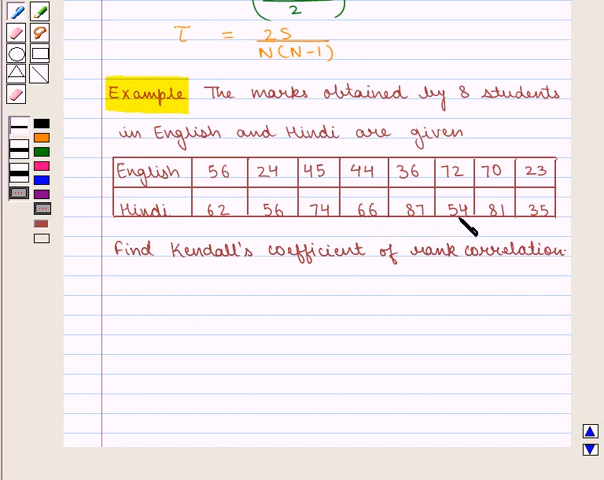 2
τ = 2S
N(N-1)
Example The marks obtained by 8 students
in English and Hindi are given
English 56 24 45 44 36 72 70 23
Hindi 62 56 74 66 87 54 81 35
Find Kendall's coefficient of rank correlation.